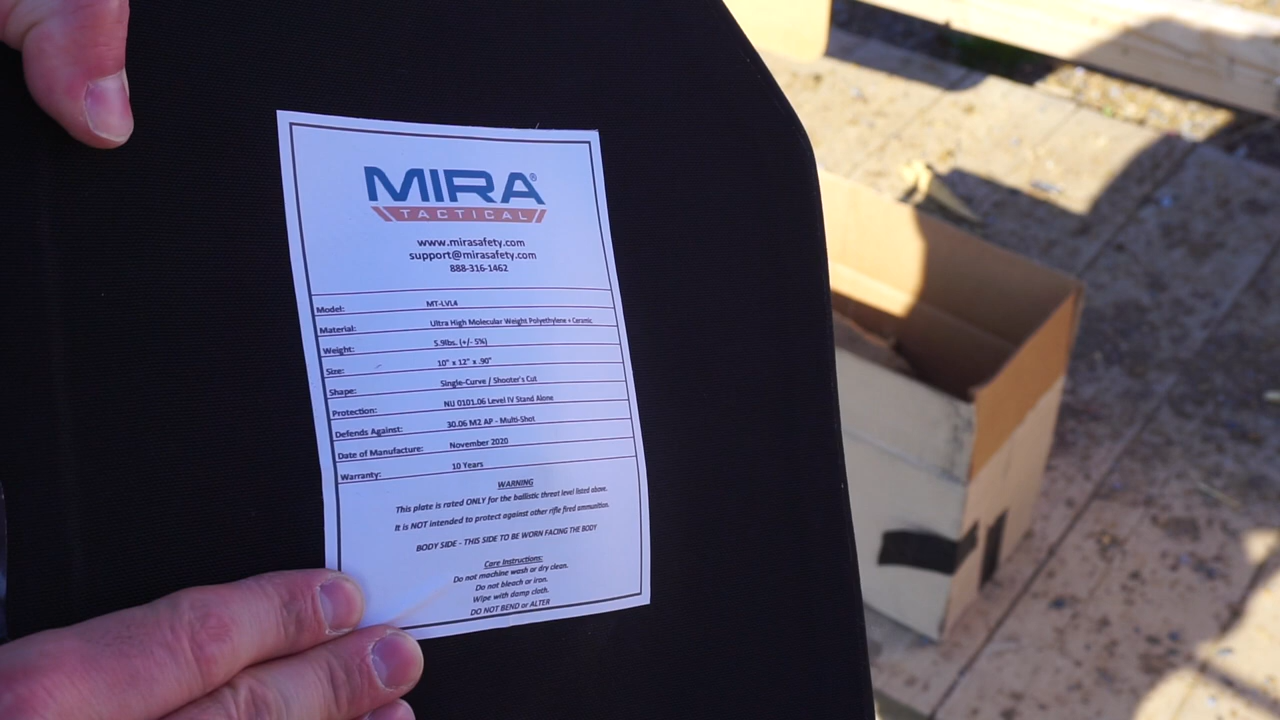 MIRA®
TACTICAL
www.mirasafety.com
support@mirasafety.com
888-316-1462
Model: MT-LVL4
Material: Ultra High Molecular Weight Polyethylene + Ceramic
Weight: 5.9lbs. (+/- 5%)
Size: 10" x 12" x .90"
Shape: Single-Curve / Shooter's Cut
Protection: NIJ 0101.06 Level IV Stand Alone
Defends Against: 30.06 M2 AP - Multi-Shot
Date of Manufacture: November 2020
Warranty: 10 Years
WARNING
This plate is rated ONLY for the ballistic threat level listed above.
It is NOT intended to protect against other rifle fired ammunition.
BODY SIDE - THIS SIDE TO BE WORN FACING THE BODY
Care Instructions:
Do not machine wash or dry clean.
Do not bleach or iron.
Wipe with damp cloth.
DO NOT BEND or ALTER